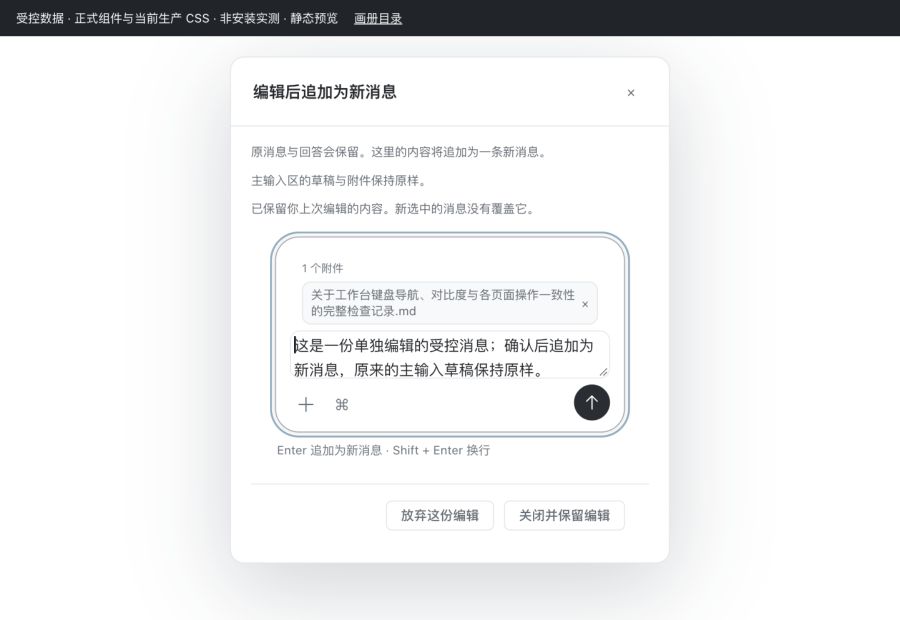 受控数据 · 正式组件与当前生产 CSS · 非安装实测 · 静态预览 画册目录
编辑后追加为新消息
×
原消息与回答会保留。这里的内容将追加为一条新消息。
主输入区的草稿与附件保持原样。
已保留你上次编辑的内容。新选中的消息没有覆盖它。
1 个附件
关于工作台键盘导航、对比度与各页面操作一致性
的完整检查记录.md
×
这是一份单独编辑的受控消息；确认后追加为
新消息，原来的主输入草稿保持原样。
⌘
Enter 追加为新消息 · Shift + Enter 换行
放弃这份编辑 关闭并保留编辑